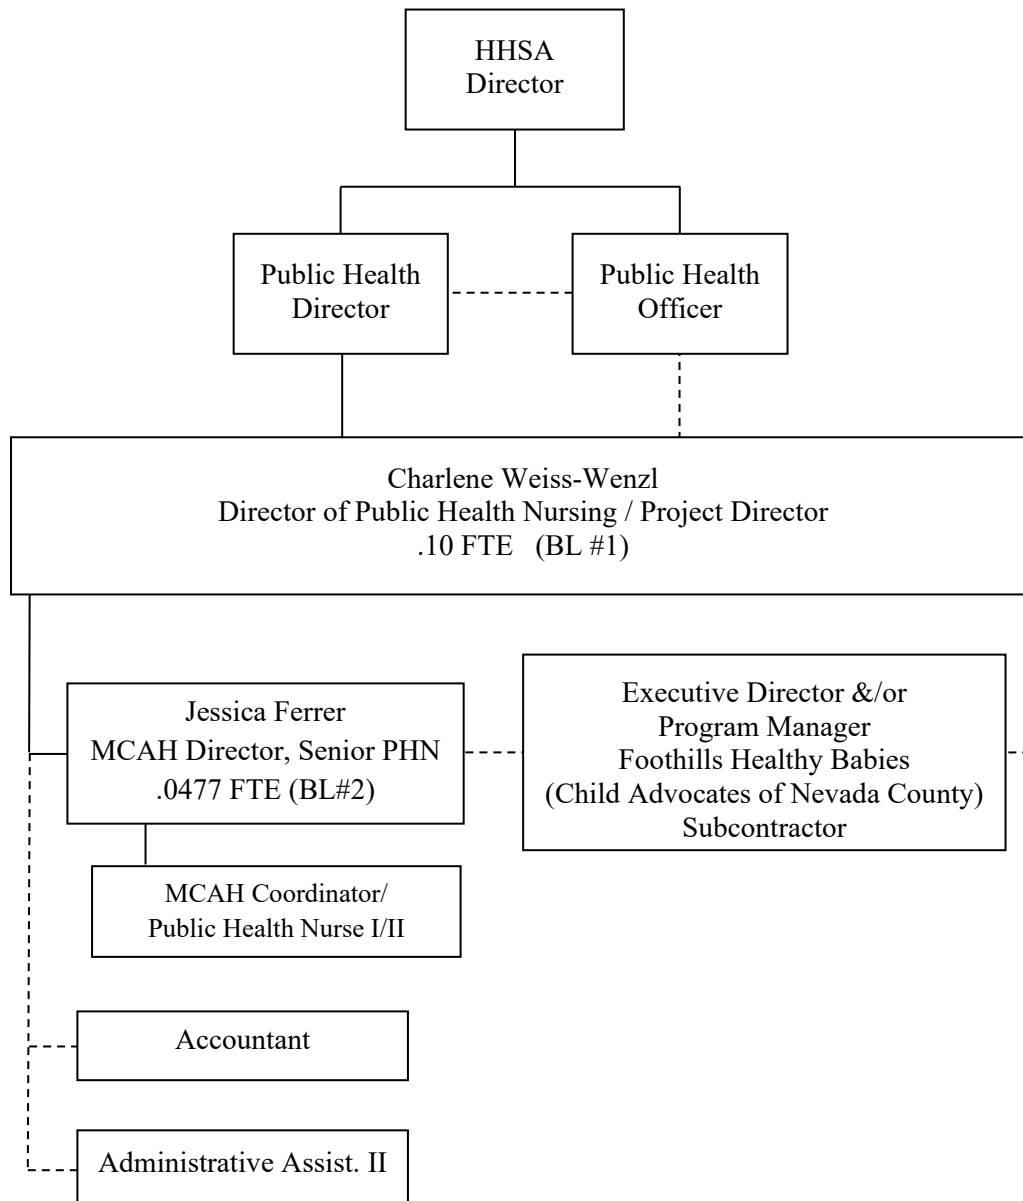 HHSA
Director
Public Health
Director
Public Health
Officer
Charlene Weiss-Wenzl
Director of Public Health Nursing / Project Director
.10 FTE (BL #1)
Jessica Ferrer
MCAH Director, Senior PHN
.0477 FTE (BL#2)
Executive Director &/or
Program Manager
Foothills Healthy Babies
(Child Advocates of Nevada County)
Subcontractor
MCAH Coordinator/
Public Health Nurse I/II
Accountant
Administrative Assist. II